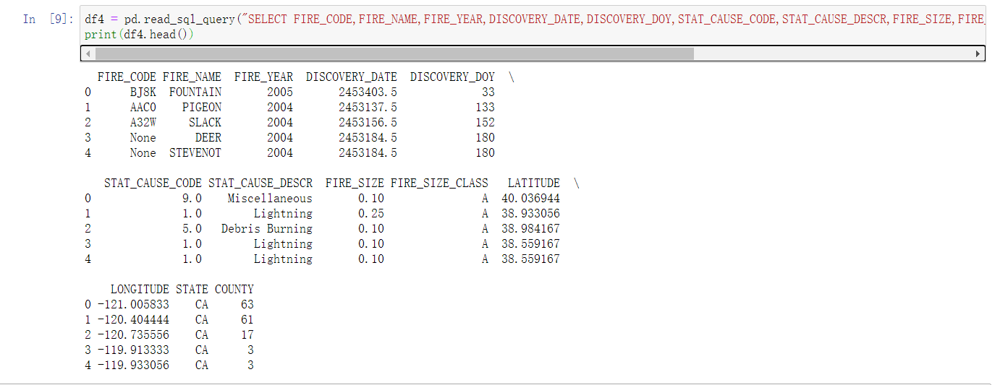 In [9]: df4 = pd.read_sql_query("SELECT FIRE_CODE,FIRE_NAME,FIRE_YEAR,DISCOVERY_DATE,DISCOVERY_DOY,STAT_CAUSE_CODE,STAT_CAUSE_DESCR,FIRE_SIZE,FIRE_
print(df4.head())
FIRE_CODE FIRE_NAME FIRE_YEAR DISCOVERY_DATE DISCOVERY_DOY \
0 BJ8K FOUNTAIN 2005 2453403.5 33
1 AAC0 PIGEON 2004 2453137.5 133
2 A32W SLACK 2004 2453156.5 152
3 None DEER 2004 2453184.5 180
4 None STEVENOT 2004 2453184.5 180
STAT_CAUSE_CODE STAT_CAUSE_DESCR FIRE_SIZE FIRE_SIZE_CLASS LATITUDE \
0 9.0 Miscellaneous 0.10 A 40.036944
1 1.0 Lightning 0.25 A 38.933056
2 5.0 Debris Burning 0.10 A 38.984167
3 1.0 Lightning 0.10 A 38.559167
4 1.0 Lightning 0.10 A 38.559167
LONGITUDE STATE COUNTY
0 -121.005833 CA 63
1 -120.404444 CA 61
2 -120.735556 CA 17
3 -119.913333 CA 3
4 -119.933056 CA 3